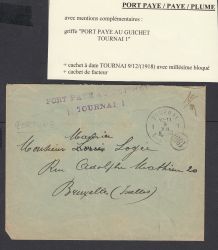 PORT PAYE / PAYE / PLUME
avec mentions complémentaires :
griffe "PORT PAYE AU GUICHET
TOURNAI 1"
+ cachet à date TOURNAI 9/12/(1918) avec millésime bloqué
+ cachet de facteur
PORT PAYE AU GUICHET
TOURNAI 1
Monsieur Louis Loyer
Rue Adolphe Mathieu 20
Bruxelles (Ixelles)